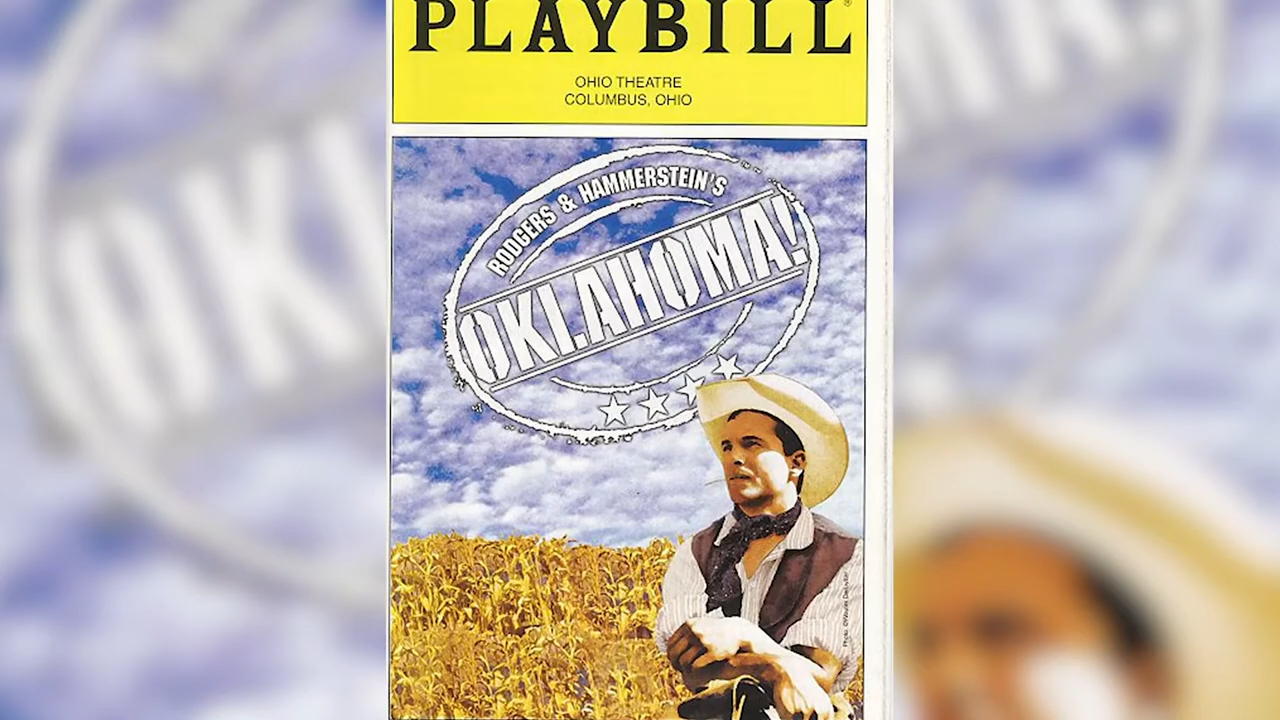 PLAYBILL®
OHIO THEATRE
COLUMBUS, OHIO
RODGERS & HAMMERSTEIN'S
OKLAHOMA!